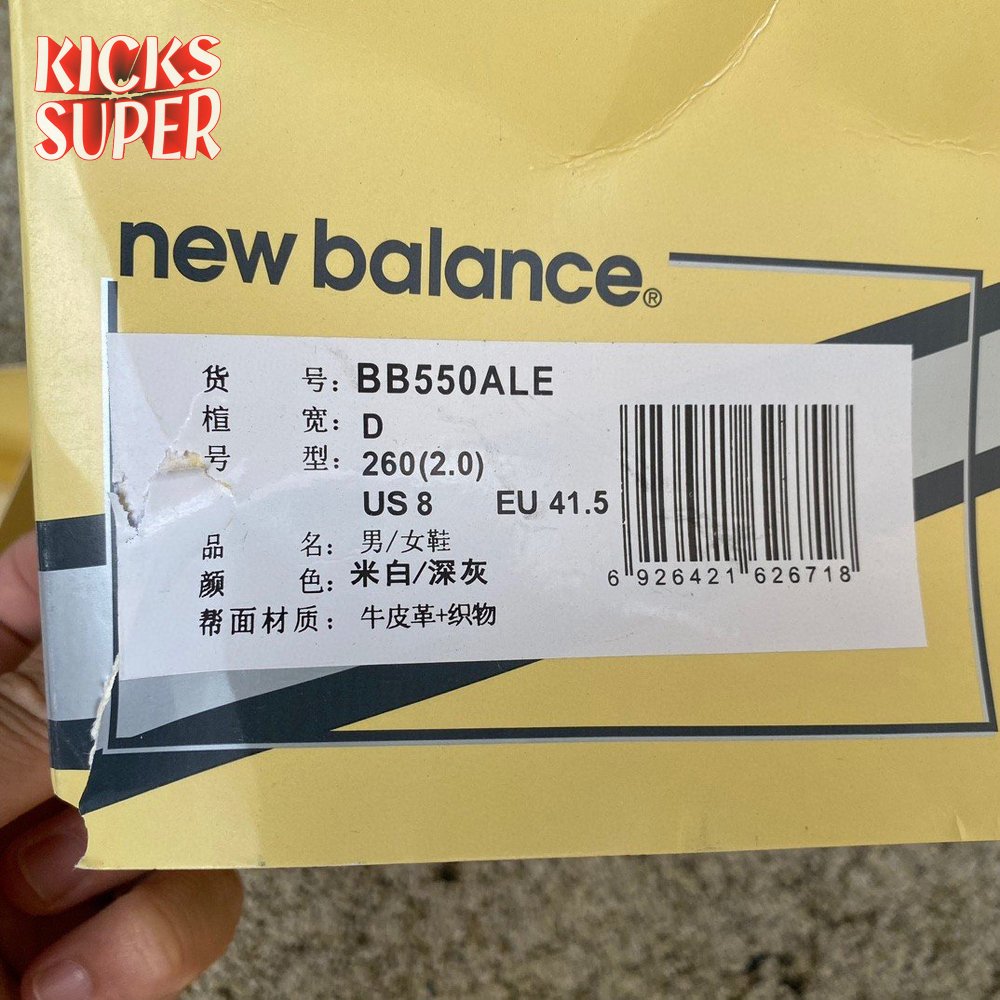 KICKS
SUPER
new balance®
货 号: BB550ALE
楦 宽: D
号 型: 260(2.0)
US 8 EU 41.5
品 名: 男/女鞋
颜 色: 米白/深灰
帮面材质: 牛皮革+织物
6 926421 626718